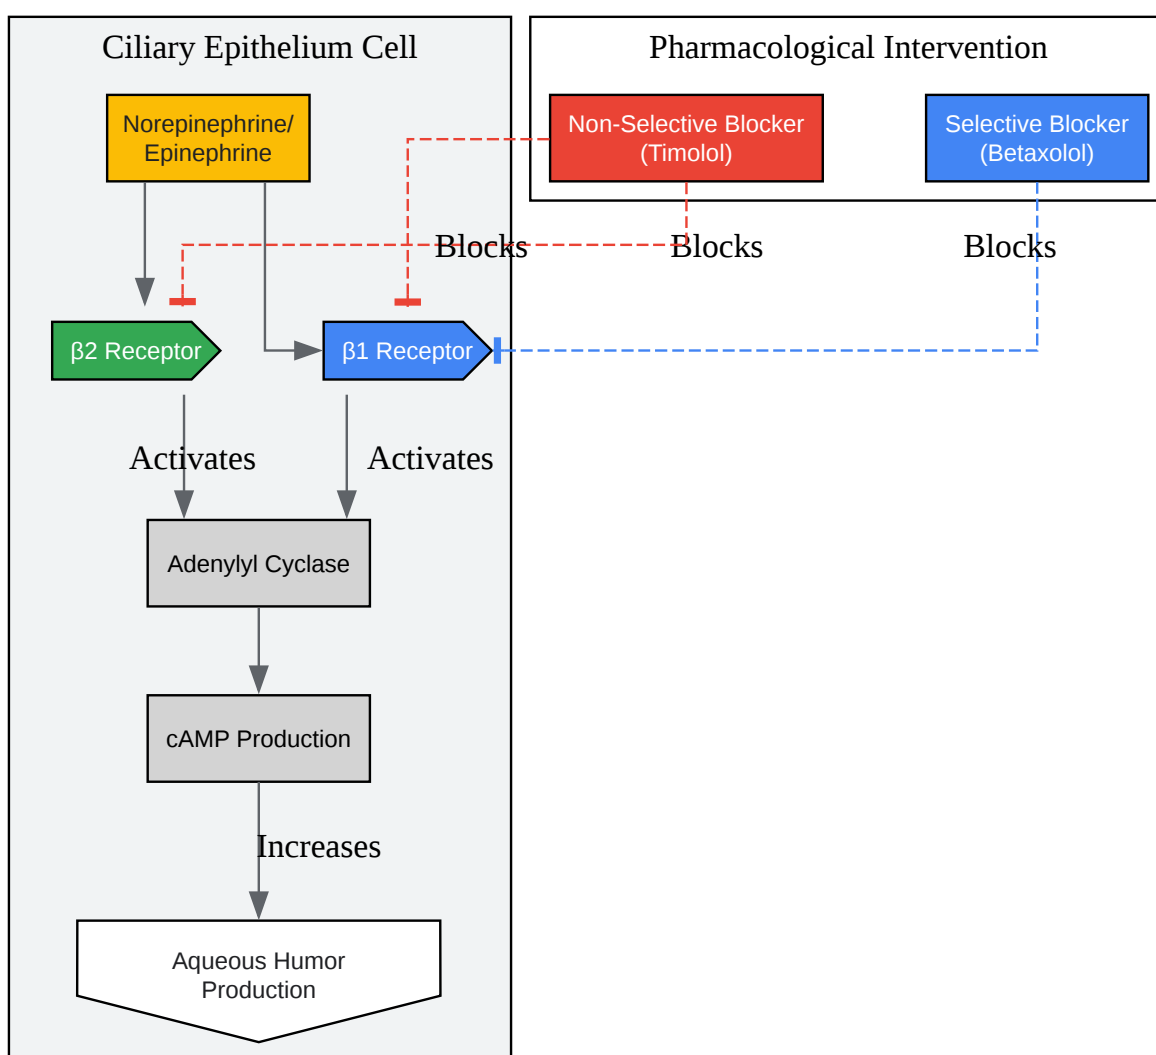 Ciliary Epithelium Cell
Pharmacological Intervention
Norepinephrine/
Epinephrine
Non-Selective Blocker
(Timolol)
Selective Blocker
(Betaxolol)
Blocks
Blocks
Blocks
β2 Receptor
β1 Receptor
Activates
Activates
Adenylyl Cyclase
cAMP Production
Increases
Aqueous Humor
Production